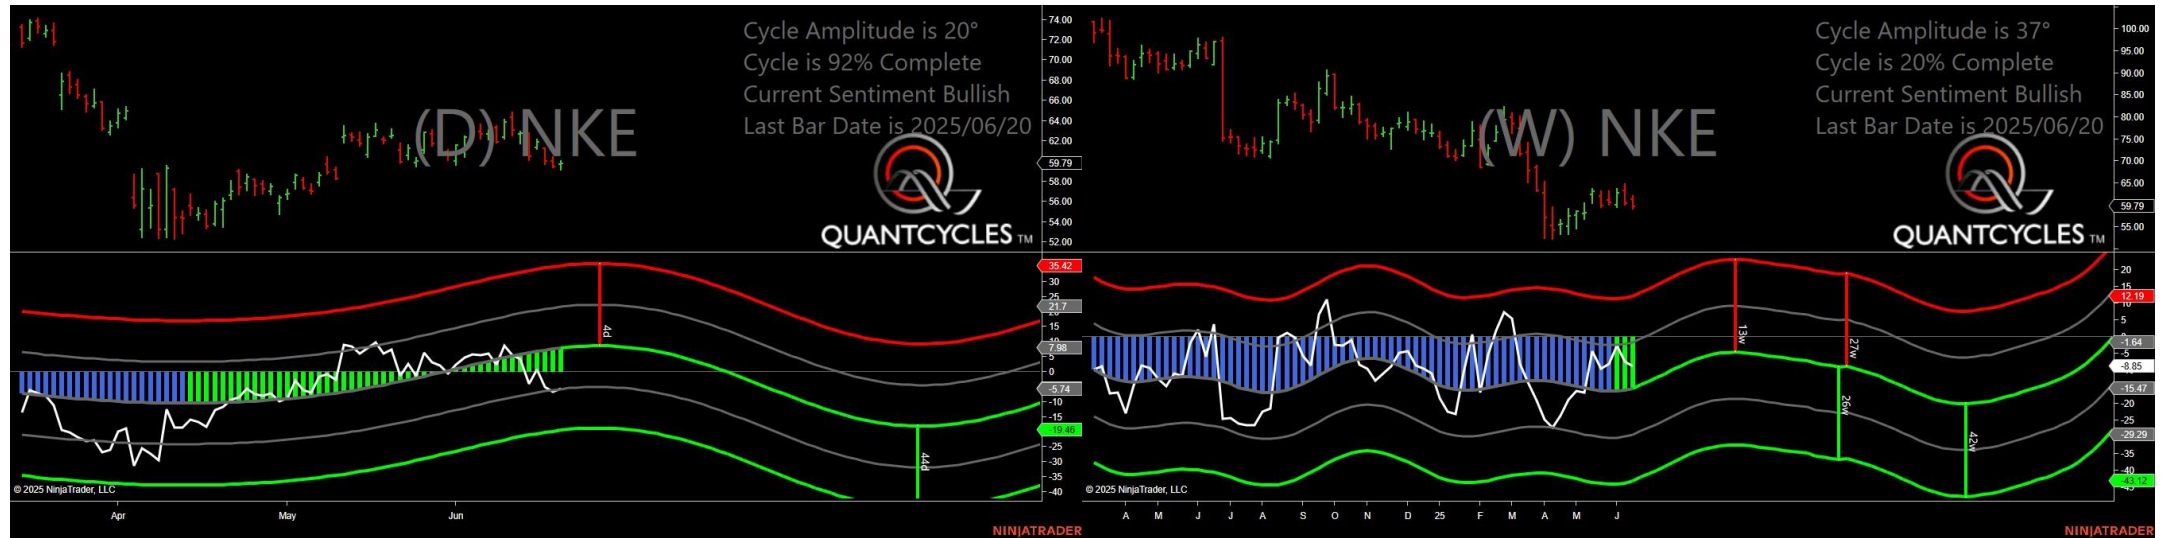 Cycle Amplitude is 20°
Cycle is 92% Complete
Current Sentiment Bullish
Last Bar Date is 2025/06/20
(D) NKE
QUANTCYCLES TM
74.00
72.00
70.00
68.00
66.00
64.00
62.00
59.79
58.00
56.00
54.00
52.00
35.42
30
25
21.7
15
10
7.98
5
0
-5.74
-10
-15
-19.46
-25
-30
-35
-40
4d
44d
© 2025 NinjaTrader, LLC
Apr May Jun
NINJATRADER
Cycle Amplitude is 37°
Cycle is 20% Complete
Current Sentiment Bullish
Last Bar Date is 2025/06/20
(W) NKE
QUANTCYCLES TM
100.00
95.00
90.00
85.00
80.00
75.00
70.00
65.00
59.79
55.00
20
15
12.19
10
5
-1.64
-5
-8.85
-15.47
-20
-25
-29.29
-35
-40
-43.12
13w
27w
26w
42w
© 2025 NinjaTrader, LLC
A M J J A S O N D 25 F M A M J
NINJATRADER